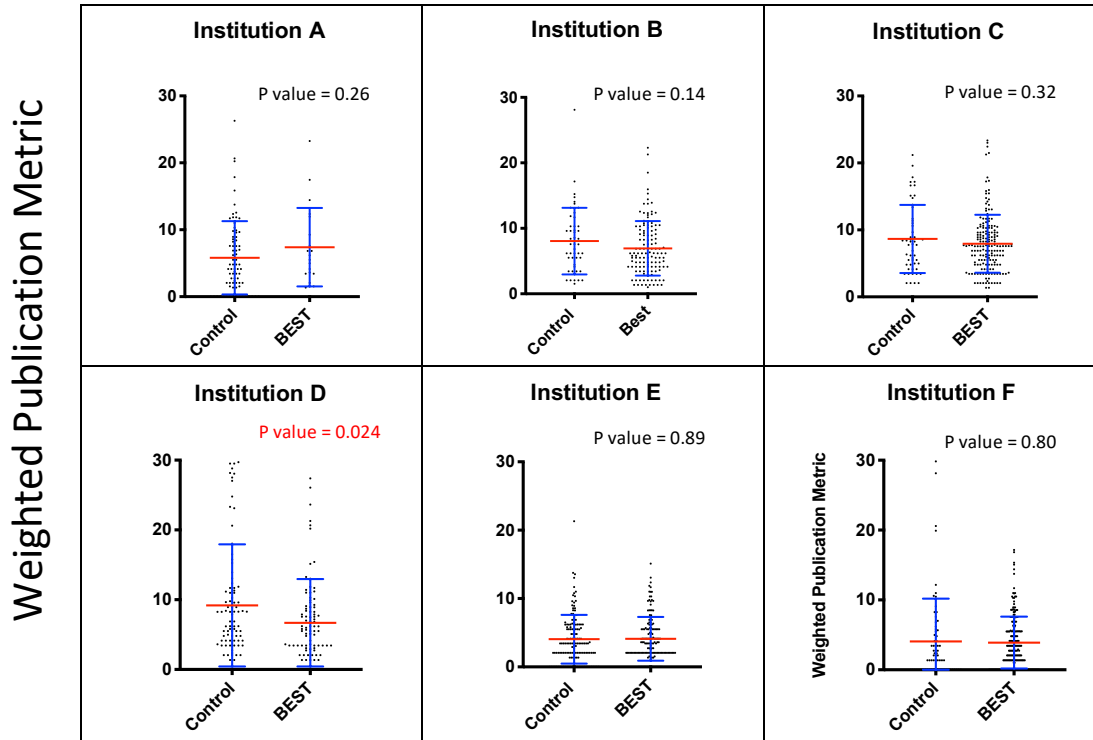 Weighted Publication Metric
Institution A
P value = 0.26
30
20
10
0
Control
BEST
Institution B
P value = 0.14
30
20
10
0
Control
Best
Institution C
P value = 0.32
30
20
10
0
Control
BEST
Institution D
P value = 0.024
30
20
10
0
Control
BEST
Institution E
P value = 0.89
30
20
10
0
Control
BEST
Institution F
P value = 0.80
Weighted Publication Metric
30
20
10
0
Control
BEST